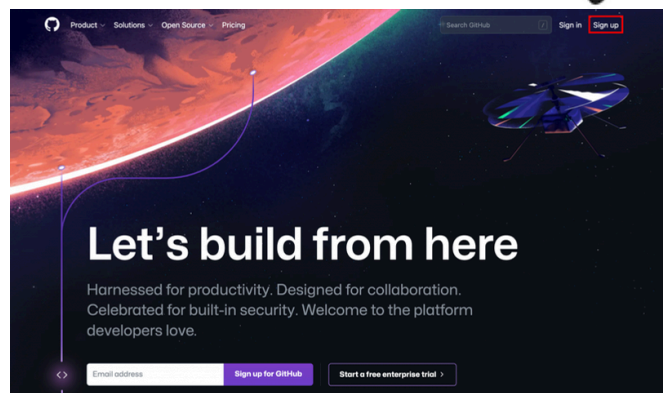 Product Solutions Open Source Pricing Search GitHub / Sign in Sign up
Let's build from here
Harnessed for productivity. Designed for collaboration.
Celebrated for built-in security. Welcome to the platform
developers love.
Email address Sign up for GitHub Start a free enterprise trial >